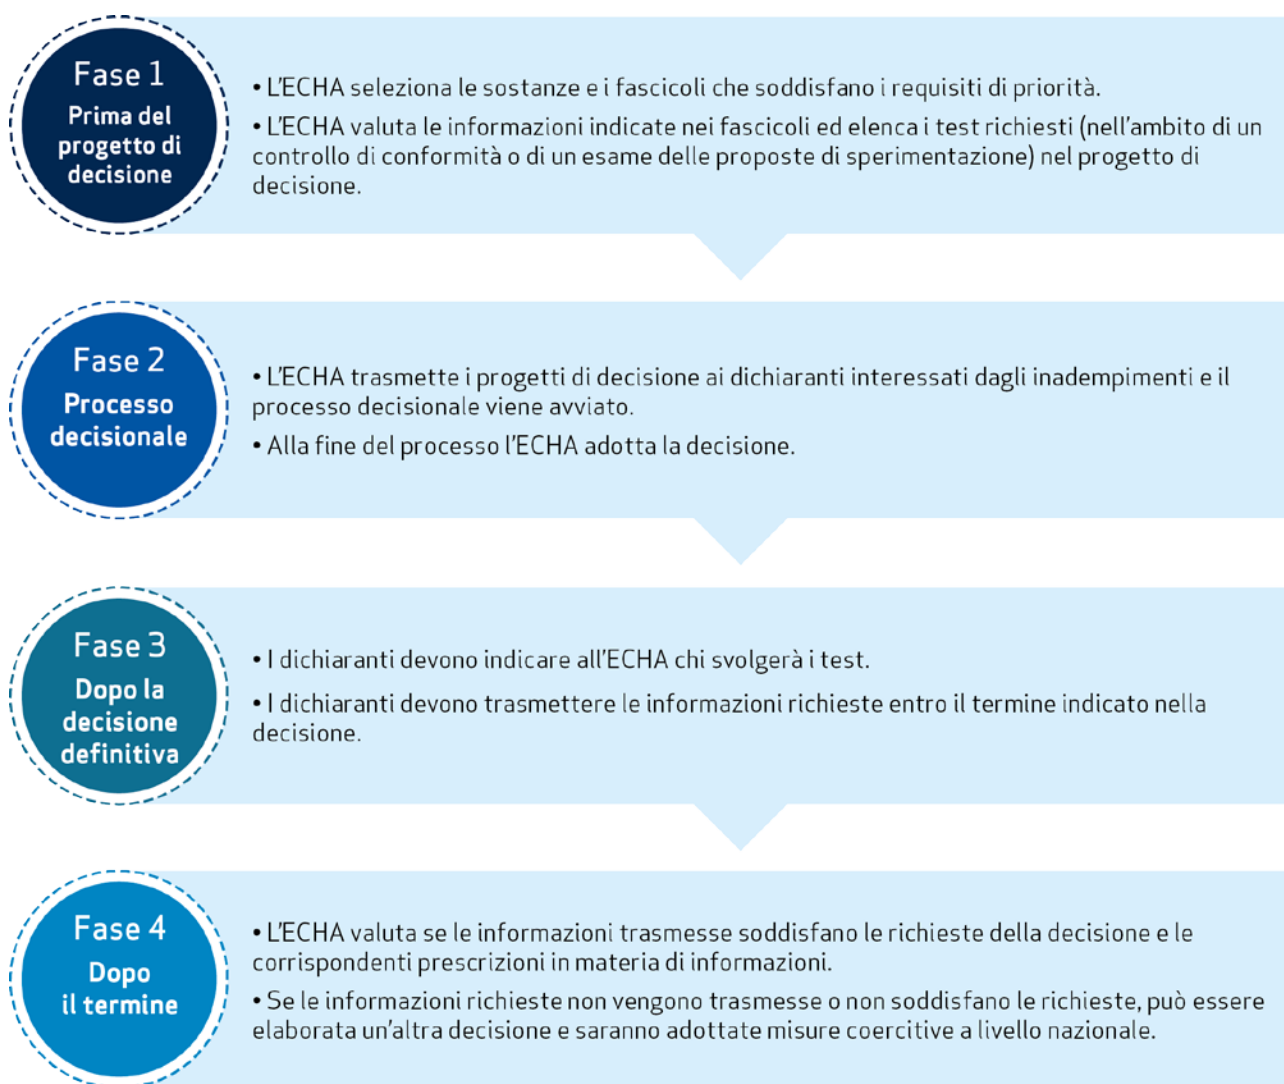 Fase 1
Prima del
progetto di
decisione
• L'ECHA seleziona le sostanze e i fascicoli che soddisfano i requisiti di priorità.
• L'ECHA valuta le informazioni indicate nei fascicoli ed elenca i test richiesti (nell'ambito di un
controllo di conformità o di un esame delle proposte di sperimentazione) nel progetto di
decisione.
Fase 2
Processo
decisionale
• L'ECHA trasmette i progetti di decisione ai dichiaranti interessati dagli inadempimenti e il
processo decisionale viene avviato.
• Alla fine del processo l'ECHA adotta la decisione.
Fase 3
Dopo la
decisione
definitiva
• I dichiaranti devono indicare all'ECHA chi svolgerà i test.
• I dichiaranti devono trasmettere le informazioni richieste entro il termine indicato nella
decisione.
Fase 4
Dopo
il termine
• L'ECHA valuta se le informazioni trasmesse soddisfano le richieste della decisione e le
corrispondenti prescrizioni in materia di informazioni.
• Se le informazioni richieste non vengono trasmesse o non soddisfano le richieste, può essere
elaborata un'altra decisione e saranno adottate misure coercitive a livello nazionale.